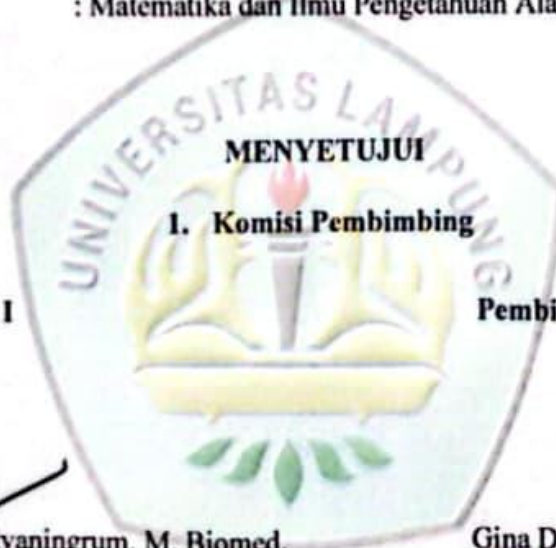 : Matematika dan Ilmu Pengetahuan Ala
UNIVERSITAS LAMPUNG
MENYETUJUI
1. Komisi Pembimbing
I Pembi
yaningrum, M. Biomed. Gina D